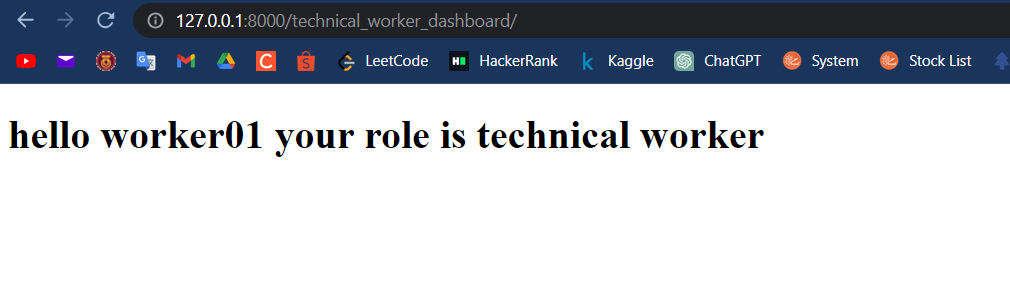 127.0.0.1:8000/technical_worker_dashboard/
LeetCode HackerRank Kaggle ChatGPT System Stock List
hello worker01 your role is technical worker